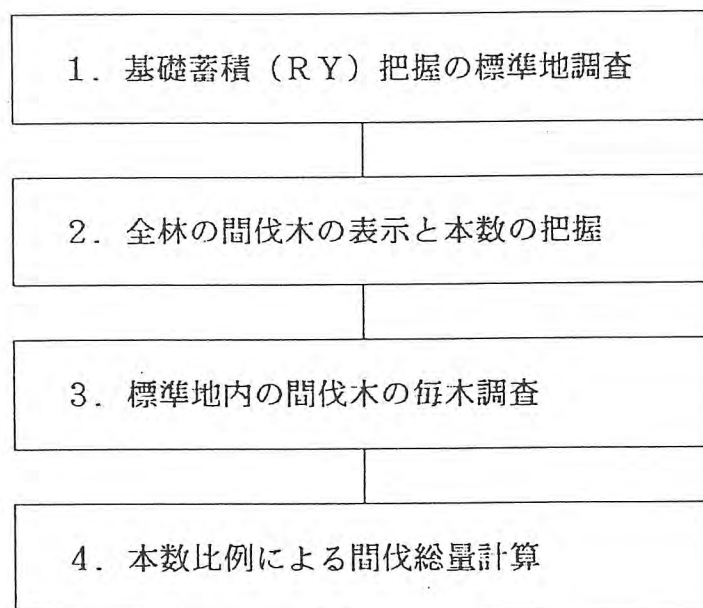 1．基礎蓄積（ＲＹ）把握の標準地調査
2．全林の間伐木の表示と本数の把握
3．標準地内の間伐木の毎木調査
4．本数比例による間伐総量計算